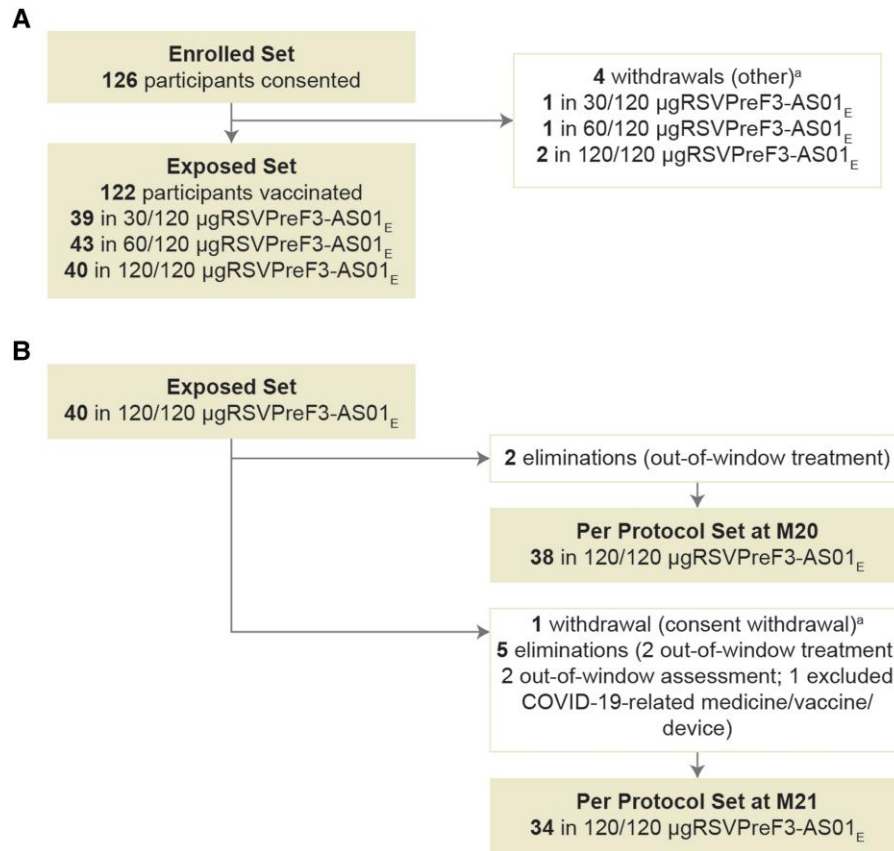 A
Enrolled Set
126 participants consented
4 withdrawals (other)ª
1 in 30/120 µgRSVPreF3-AS01E
1 in 60/120 µgRSVPreF3-AS01E
2 in 120/120 µgRSVPreF3-AS01E
Exposed Set
122 participants vaccinated
39 in 30/120 µgRSVPreF3-AS01E
43 in 60/120 µgRSVPreF3-AS01E
40 in 120/120 µgRSVPreF3-AS01E
B
Exposed Set
40 in 120/120 µgRSVPreF3-AS01E
2 eliminations (out-of-window treatment)
Per Protocol Set at M20
38 in 120/120 µgRSVPreF3-AS01E
1 withdrawal (consent withdrawal)ª
5 eliminations (2 out-of-window treatment
2 out-of-window assessment; 1 excluded
COVID-19-related medicine/vaccine/
device)
Per Protocol Set at M21
34 in 120/120 µgRSVPreF3-AS01E